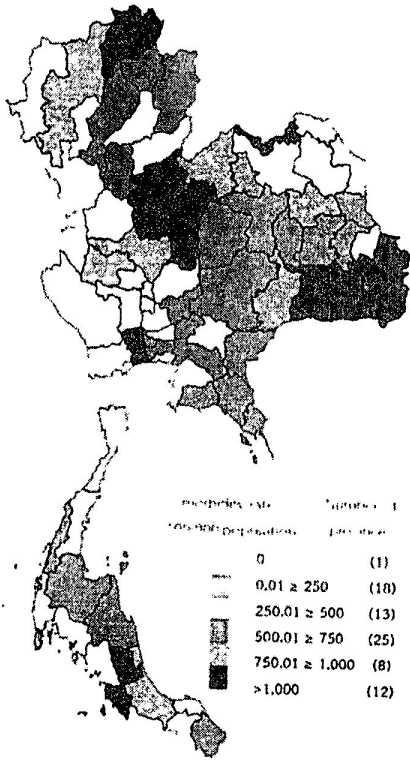 population
0 (1)
0.01 ≥ 250 (18)
250.01 ≥ 500 (13)
500.01 ≥ 750 (25)
750.01 ≥ 1.000 (8)
>1.000 (12)